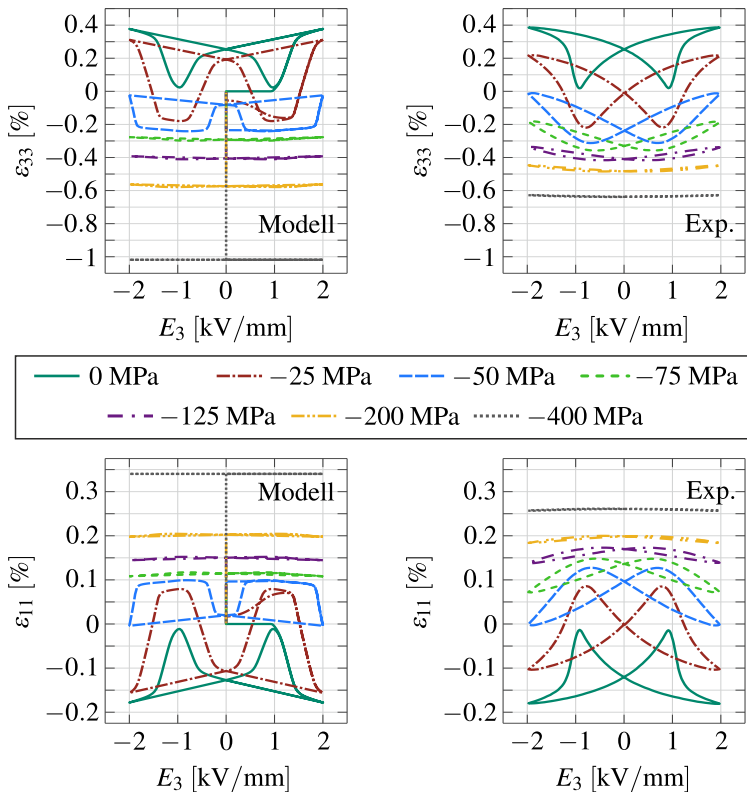 0.4
0.2
0
−0.2
−0.4
−0.6
−0.8
−1
ε33 [%]
Modell
−2 −1 0 1 2
E3 [kV/mm]
0.4
0.2
0
−0.2
−0.4
−0.6
−0.8
−1
ε33 [%]
Exp.
−2 −1 0 1 2
E3 [kV/mm]
0 MPa −25 MPa −50 MPa −75 MPa
−125 MPa −200 MPa −400 MPa
0.3
0.2
0.1
0
−0.1
−0.2
ε11 [%]
Modell
−2 −1 0 1 2
E3 [kV/mm]
0.3
0.2
0.1
0
−0.1
−0.2
ε11 [%]
Exp.
−2 −1 0 1 2
E3 [kV/mm]